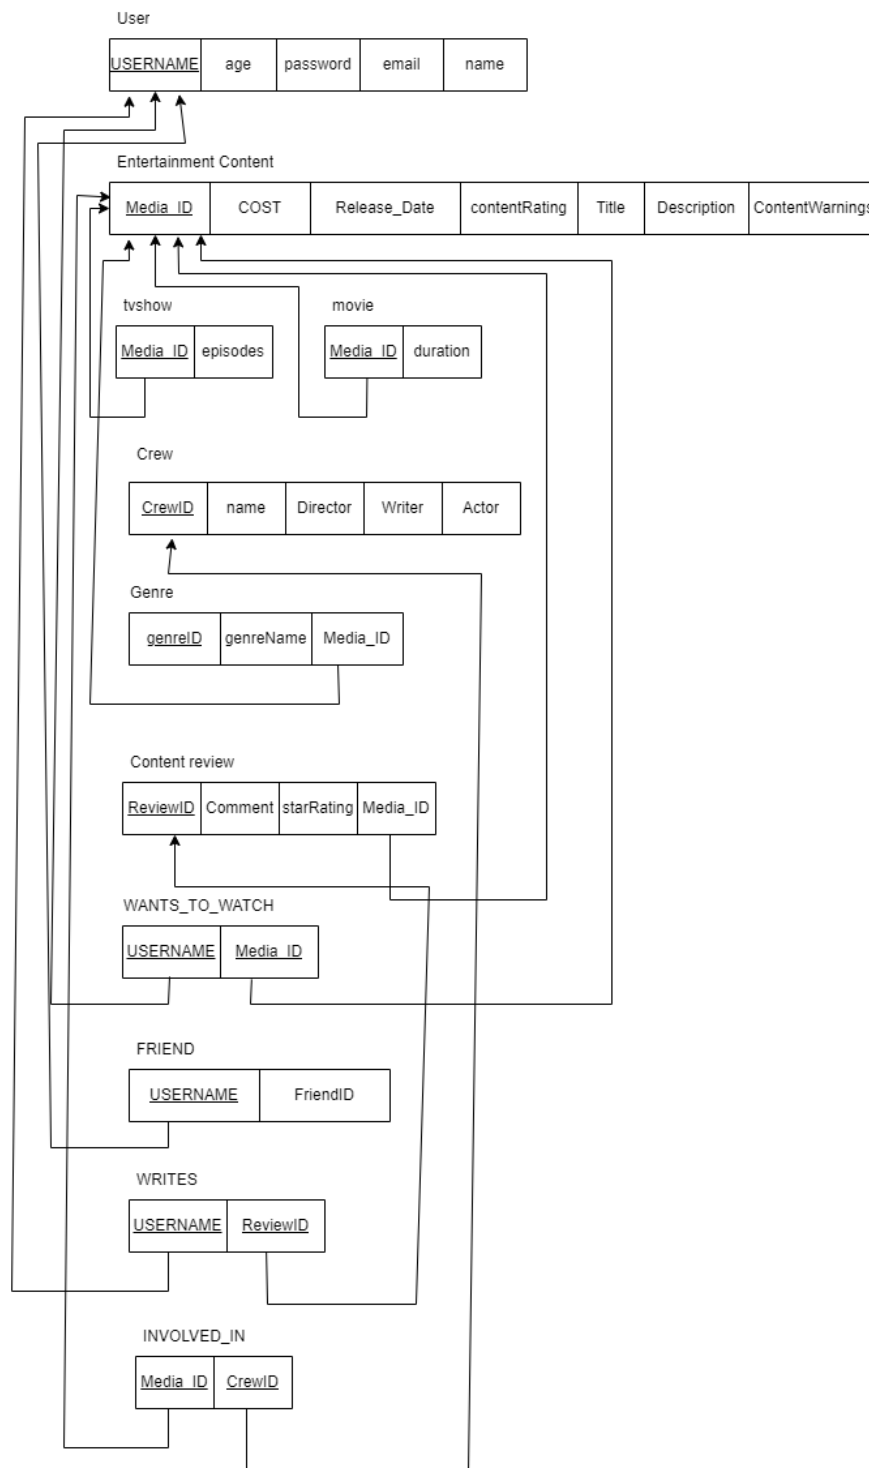 User
USERNAME age password email name
Entertainment Content
Media_ID COST Release_Date contentRating Title Description ContentWarnings
tvshow movie
Media_ID episodes Media_ID duration
Crew
CrewID name Director Writer Actor
Genre
genreID genreName Media_ID
Content review
ReviewID Comment starRating Media_ID
WANTS_TO_WATCH
USERNAME Media_ID
FRIEND
USERNAME FriendID
WRITES
USERNAME ReviewID
INVOLVED_IN
Media_ID CrewID